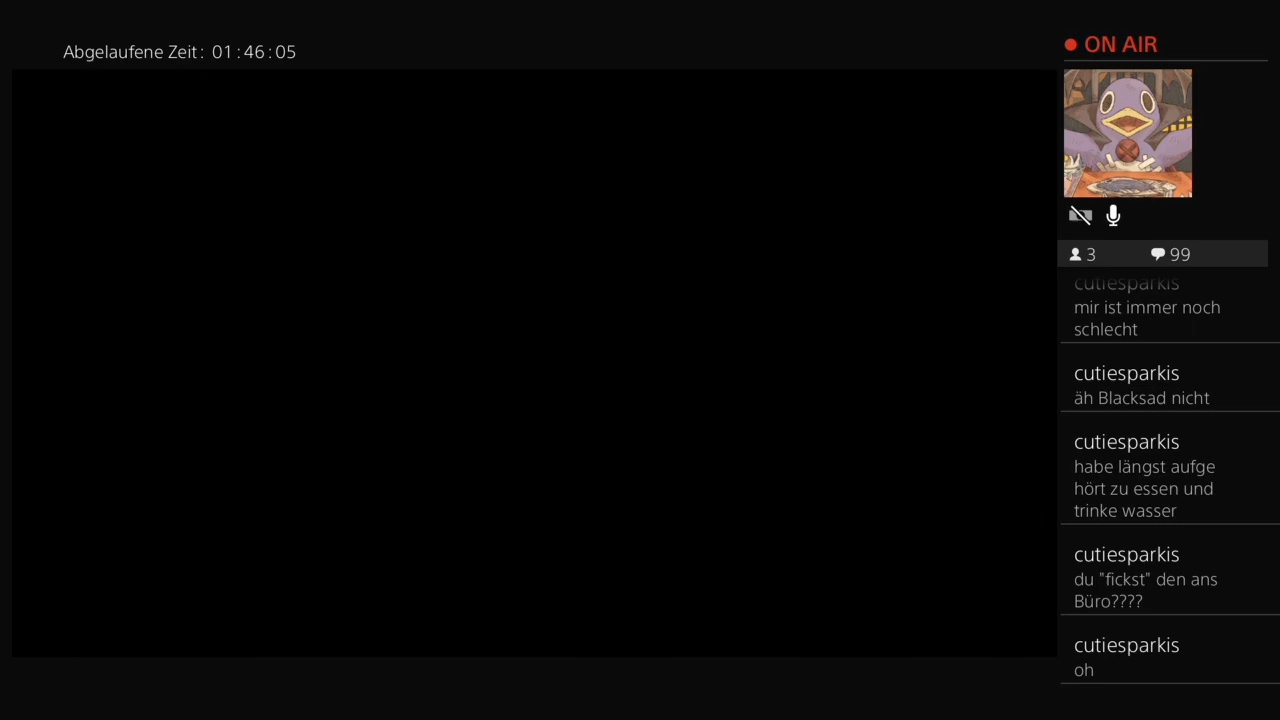 Abgelaufene Zeit: 01:46:05
ON AIR
3 99
cutiesparkis
mir ist immer noch
schlecht
cutiesparkis
äh Blacksad nicht
cutiesparkis
habe längst aufge
hört zu essen und
trinke wasser
cutiesparkis
du "fickst" den ans
Büro????
cutiesparkis
oh